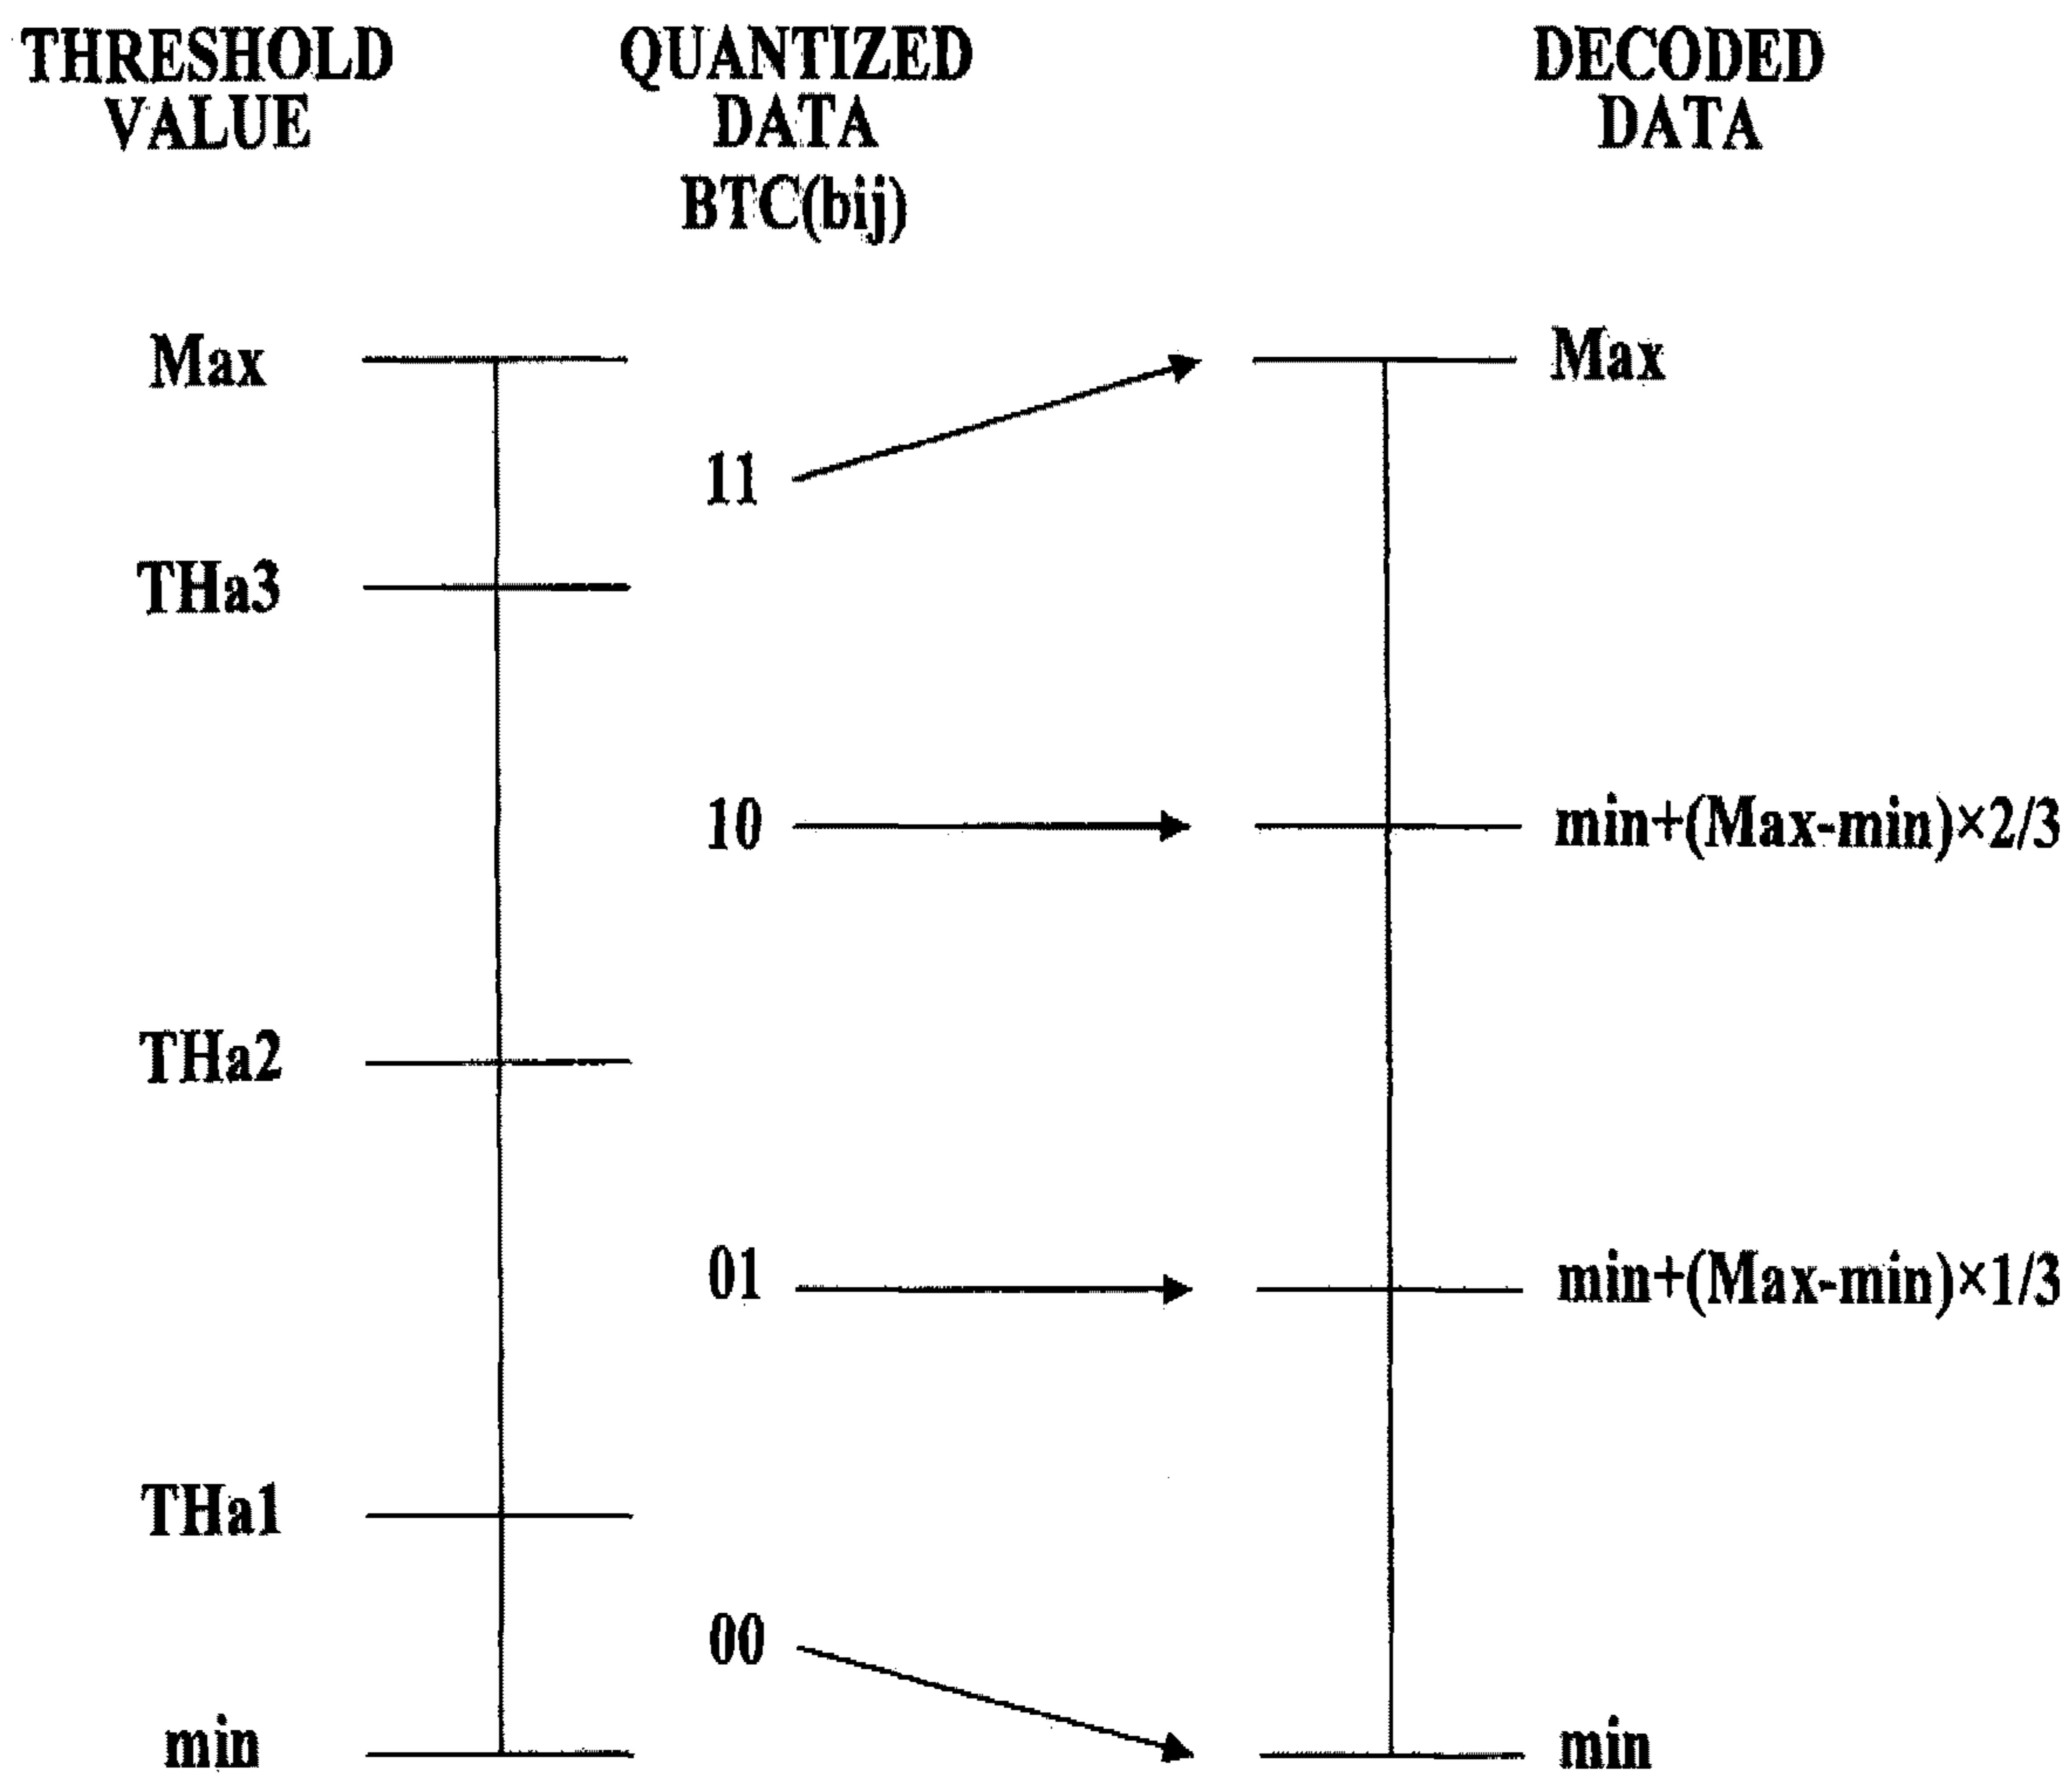 THRESHOLD
VALUE
QUANTIZED
DATA
BTC(bij)
DECODED
DATA
Max
Max
11
THa3
10
min+(Max-min)×2/3
THa2
01
min+(Max-min)×1/3
THa1
00
min
min